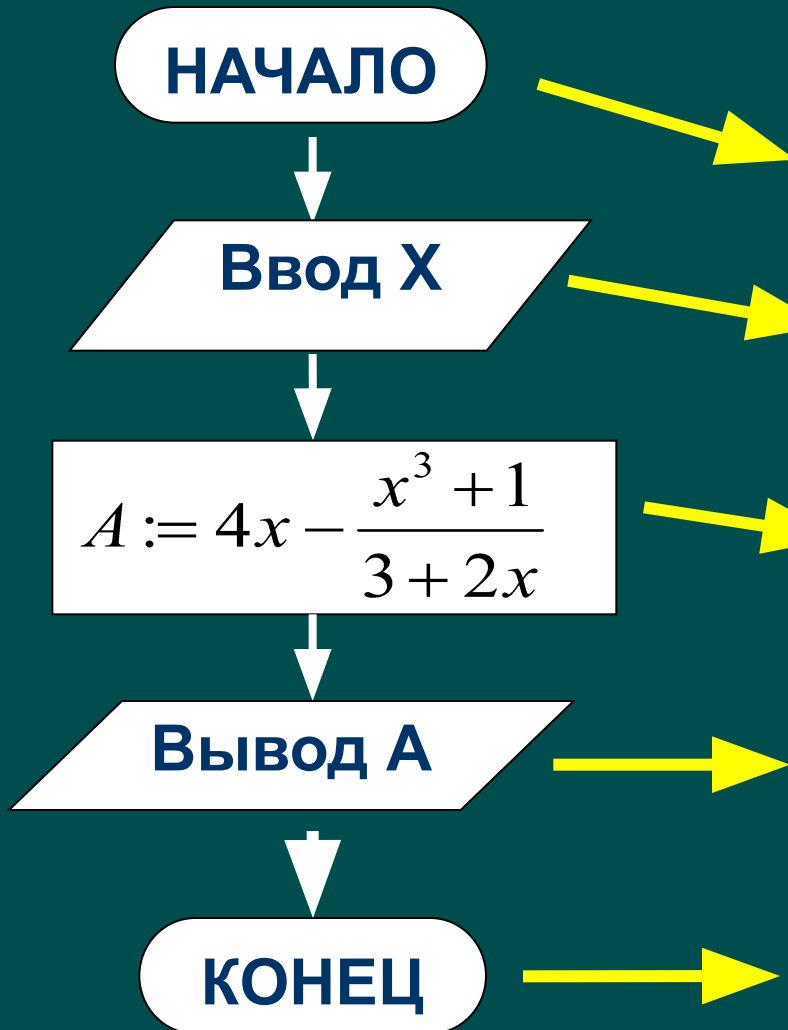 НАЧАЛО
Ввод X
A := 4x − (x³ + 1) / (3 + 2x)
Вывод А
КОНЕЦ